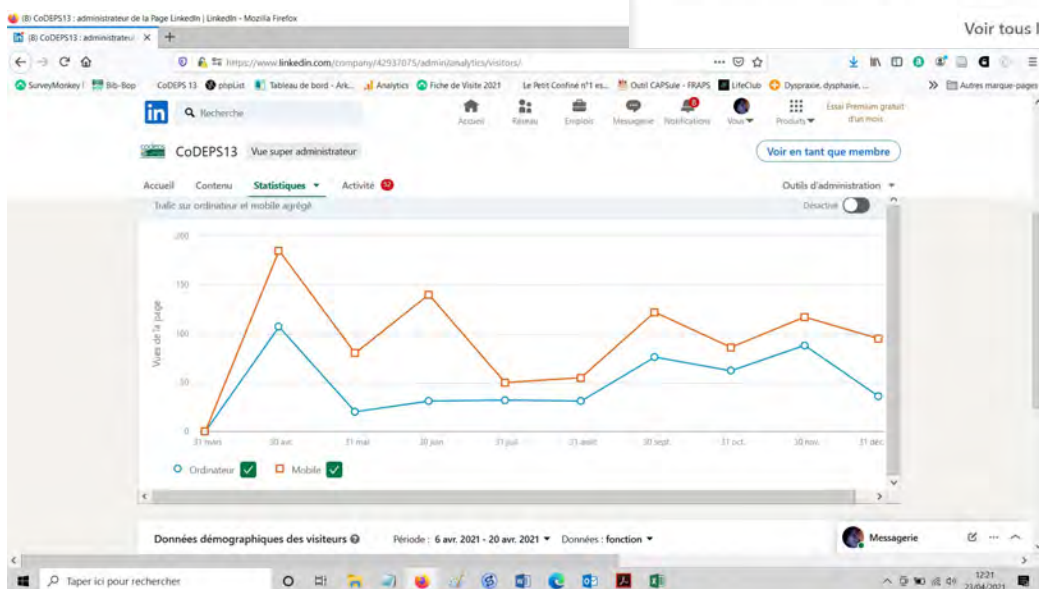 Voir tous l
(8) CoDEPS13 : administrateur de la Page LinkedIn | LinkedIn - Mozilla Firefox
(8) CoDEPS13 : administrateu
https://www.linkedin.com/company/42937075/admin/analytics/visitors/
SurveyMonkey I Bib-Bop CoDEPS 13 phpList Tableau de bord - Ark... Analytics Fiche de Visite 2021 Le Petit Confiné n°1 es... Outil CAPSule - FRAPS LifeClub Dyspraxie, dysphasie, ... Autres marque-pages
in Recherche Accueil Réseau Emplois Messagerie Notifications Vous Produits Essai Premium gratuit
d'un mois
CoDEPS13 Vue super administrateur Voir en tant que membre
Accueil Contenu Statistiques Activité 52 Outils d'administration
Trafic sur ordinateur et mobile agrégé Désactivé
200
150
100
50
0
Vues de la page
31 mars 30 avr. 31 mai 30 juin 31 juil. 31 août 30 sept. 31 oct. 30 nov. 31 déc.
Ordinateur Mobile
Données démographiques des visiteurs Période : 6 avr. 2021 - 20 avr. 2021 Données : fonction
Messagerie
Taper ici pour rechercher
12:21
23/04/2021